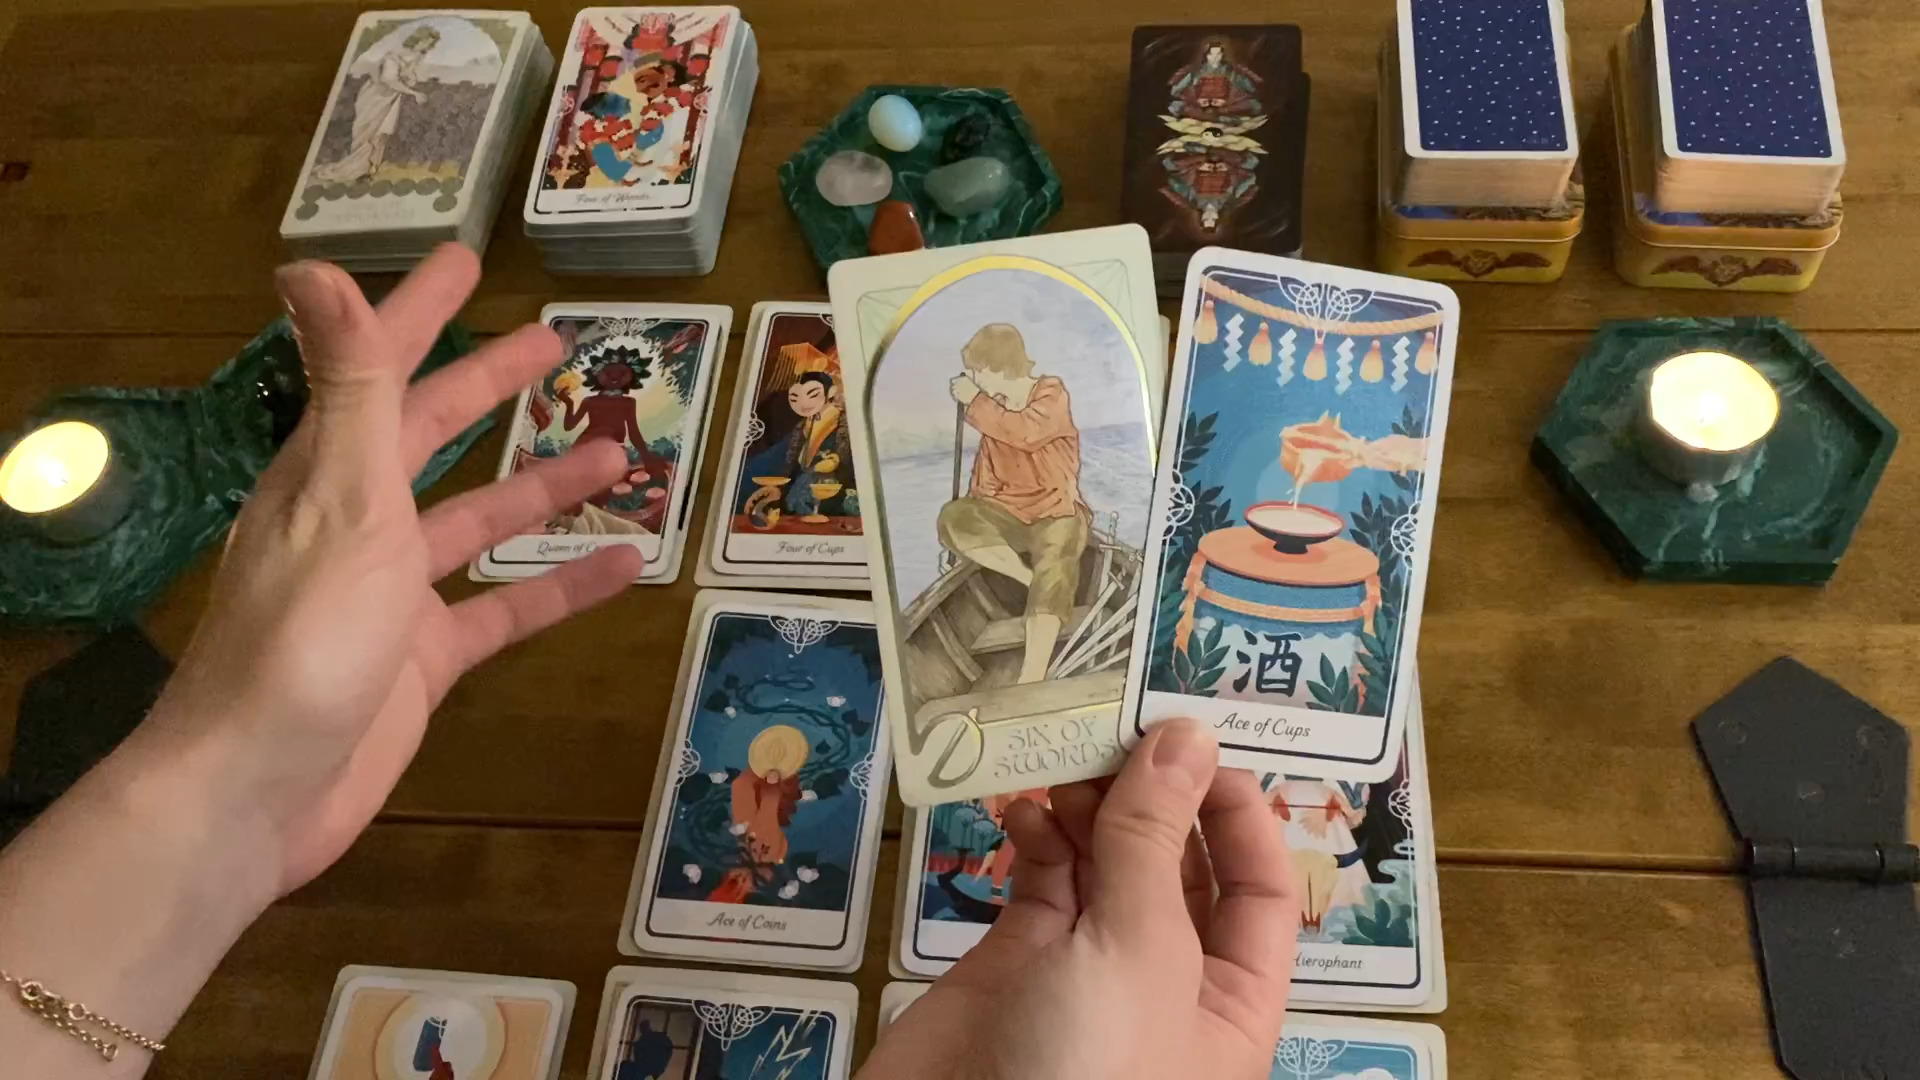 Four of Wands
Queen of C
Four of Cups
SIX OF
SWORDS
酒
Ace of Cups
Ace of Coins
Hierophant